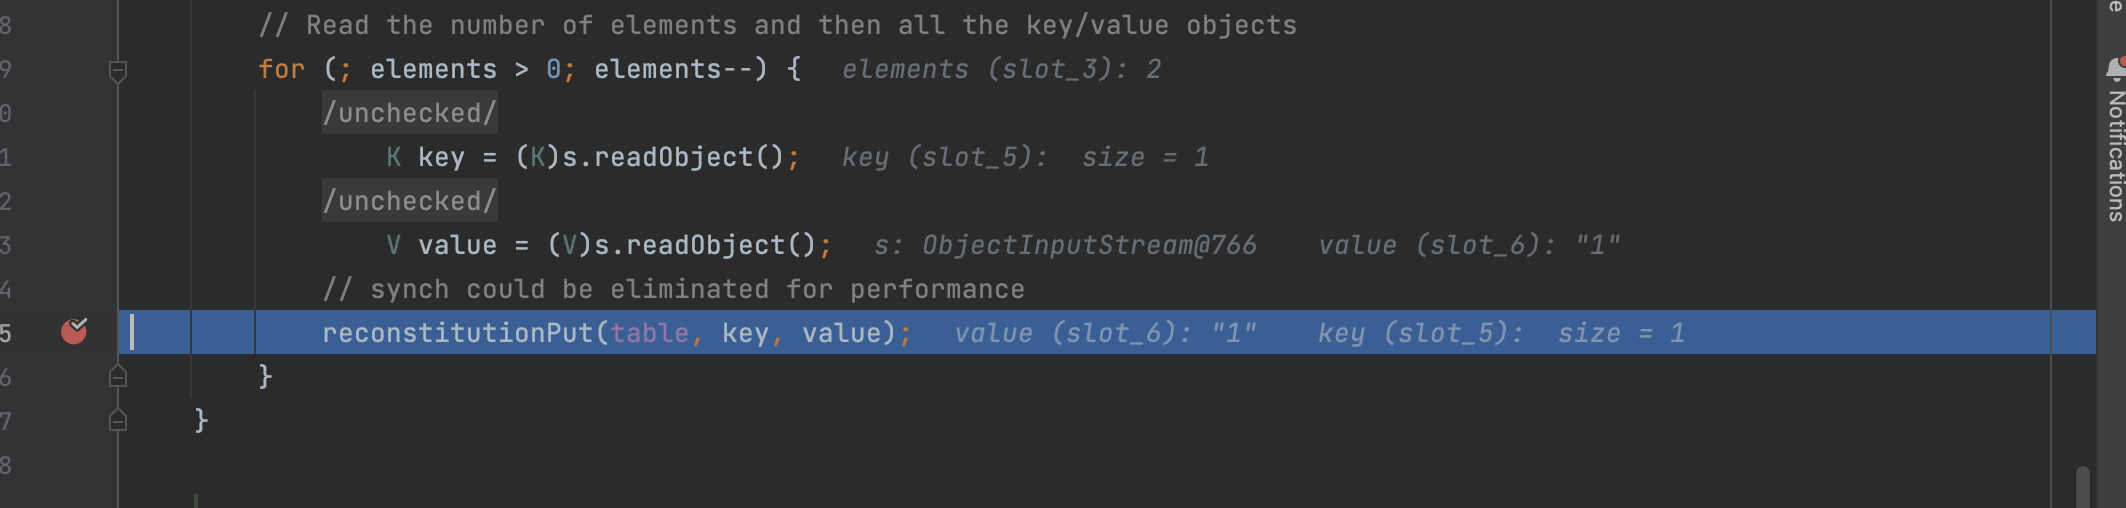 8 // Read the number of elements and then all the key/value objects
9 for (; elements > 0; elements--) { elements (slot_3): 2
0 /unchecked/
1 K key = (K)s.readObject(); key (slot_5): size = 1
2 /unchecked/
3 V value = (V)s.readObject(); s: ObjectInputStream@766 value (slot_6): "1"
4 // synch could be eliminated for performance
5 reconstitutionPut(table, key, value); value (slot_6): "1" key (slot_5): size = 1
6 }
7 }
8
e
Notifications